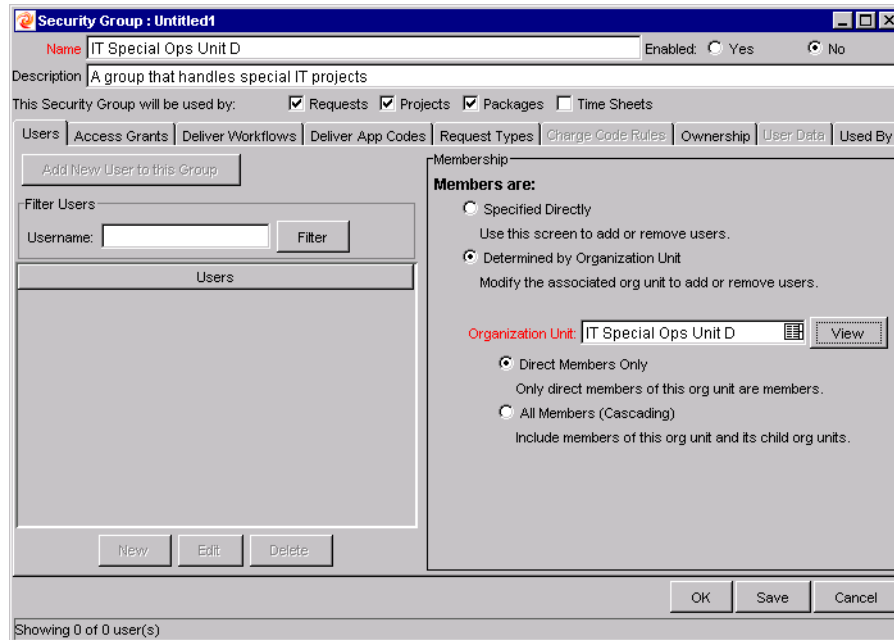 Security Group : Untitled1
Name IT Special Ops Unit D Enabled: Yes No
Description A group that handles special IT projects
This Security Group will be used by: Requests Projects Packages Time Sheets
Users Access Grants Deliver Workflows Deliver App Codes Request Types Charge Code Rules Ownership User Data Used By
Add New User to this Group
Filter Users
Username: Filter
Users
New Edit Delete
Membership
Members are:
Specified Directly
Use this screen to add or remove users.
Determined by Organization Unit
Modify the associated org unit to add or remove users.
Organization Unit: IT Special Ops Unit D View
Direct Members Only
Only direct members of this org unit are members.
All Members (Cascading)
Include members of this org unit and its child org units.
OK Save Cancel
Showing 0 of 0 user(s)